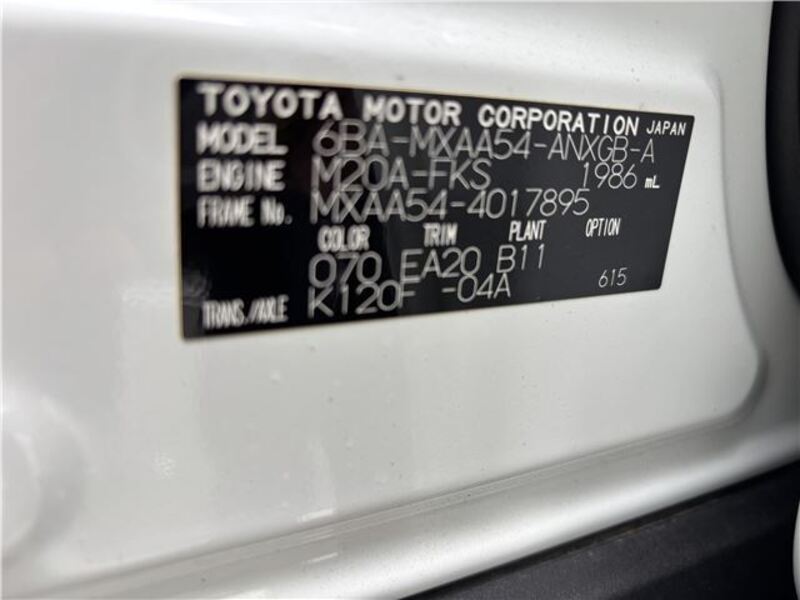 TOYOTA MOTOR CORPORATION JAPAN
MODEL 6BA-MXAA54-ANXGB-A
ENGINE M20A-FKS 1986 mL
FRAME No. MXAA54-4017895
COLOR TRIM PLANT OPTION
070 EA20 B11
TRANS./AXLE K120F -04A 615